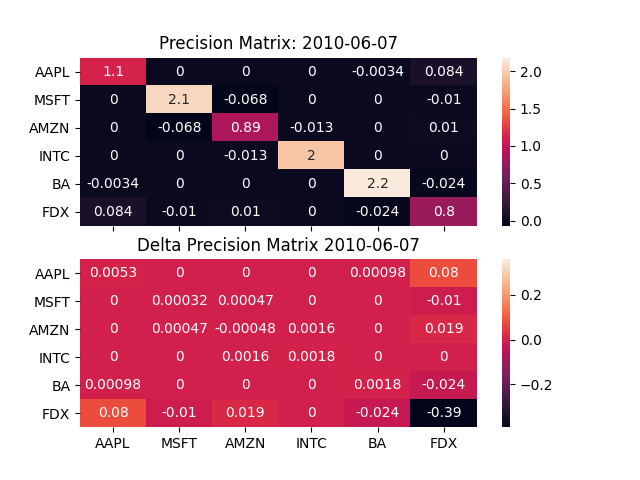 Precision Matrix: 2010-06-07
AAPL 1.1 0 0 0 -0.0034 0.084
MSFT 0 2.1 -0.068 0 0 -0.01
AMZN 0 -0.068 0.89 -0.013 0 0.01
INTC 0 0 -0.013 2 0 0
BA -0.0034 0 0 0 2.2 -0.024
FDX 0.084 -0.01 0.01 0 -0.024 0.8
2.0
1.5
1.0
0.5
0.0
Delta Precision Matrix 2010-06-07
AAPL 0.0053 0 0 0 0.00098 0.08
MSFT 0 0.00032 0.00047 0 0 -0.01
AMZN 0 0.00047 -0.00048 0.0016 0 0.019
INTC 0 0 0.0016 0.0018 0 0
BA 0.00098 0 0 0 0.0018 -0.024
FDX 0.08 -0.01 0.019 0 -0.024 -0.39
AAPL MSFT AMZN INTC BA FDX
0.2
0.0
−0.2